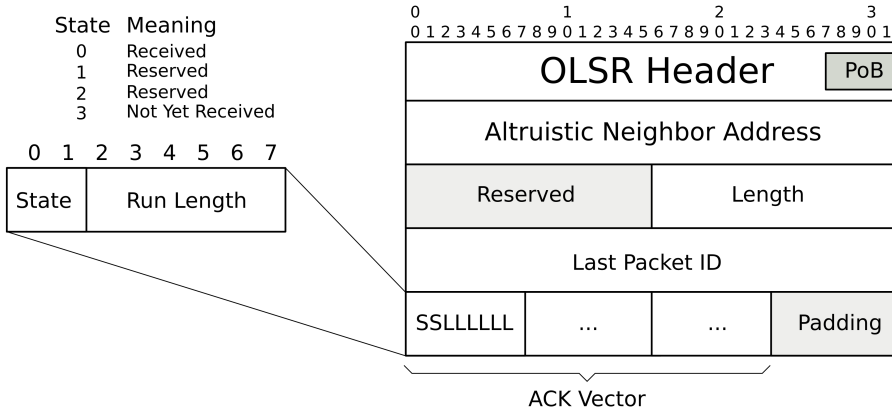 State Meaning
0 Received
1 Reserved
2 Reserved
3 Not Yet Received
0 1 2 3 4 5 6 7
State Run Length
0 1 2 3
0 1 2 3 4 5 6 7 8 9 0 1 2 3 4 5 6 7 8 9 0 1 2 3 4 5 6 7 8 9 0 1
OLSR Header PoB
Altruistic Neighbor Address
Reserved Length
Last Packet ID
SSLLLLLL ... ... Padding
ACK Vector